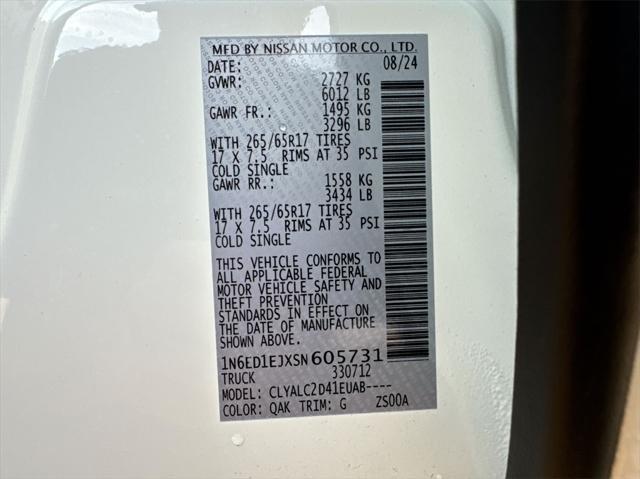 MFD BY NISSAN MOTOR CO., LTD.
DATE: 08/24
GVWR: 2727 KG
6012 LB
GAWR FR.: 1495 KG
3296 LB
WITH 265/65R17 TIRES
17 X 7.5 RIMS AT 35 PSI
COLD SINGLE
GAWR RR.: 1558 KG
3434 LB
WITH 265/65R17 TIRES
17 X 7.5 RIMS AT 35 PSI
COLD SINGLE
THIS VEHICLE CONFORMS TO
ALL APPLICABLE FEDERAL
MOTOR VEHICLE SAFETY AND
THEFT PREVENTION
STANDARDS IN EFFECT ON
THE DATE OF MANUFACTURE
SHOWN ABOVE.
1N6ED1EJXSN605731
TRUCK 330712
MODEL: CLYALC2D41EUAB----
COLOR: QAK TRIM: G ZS00A